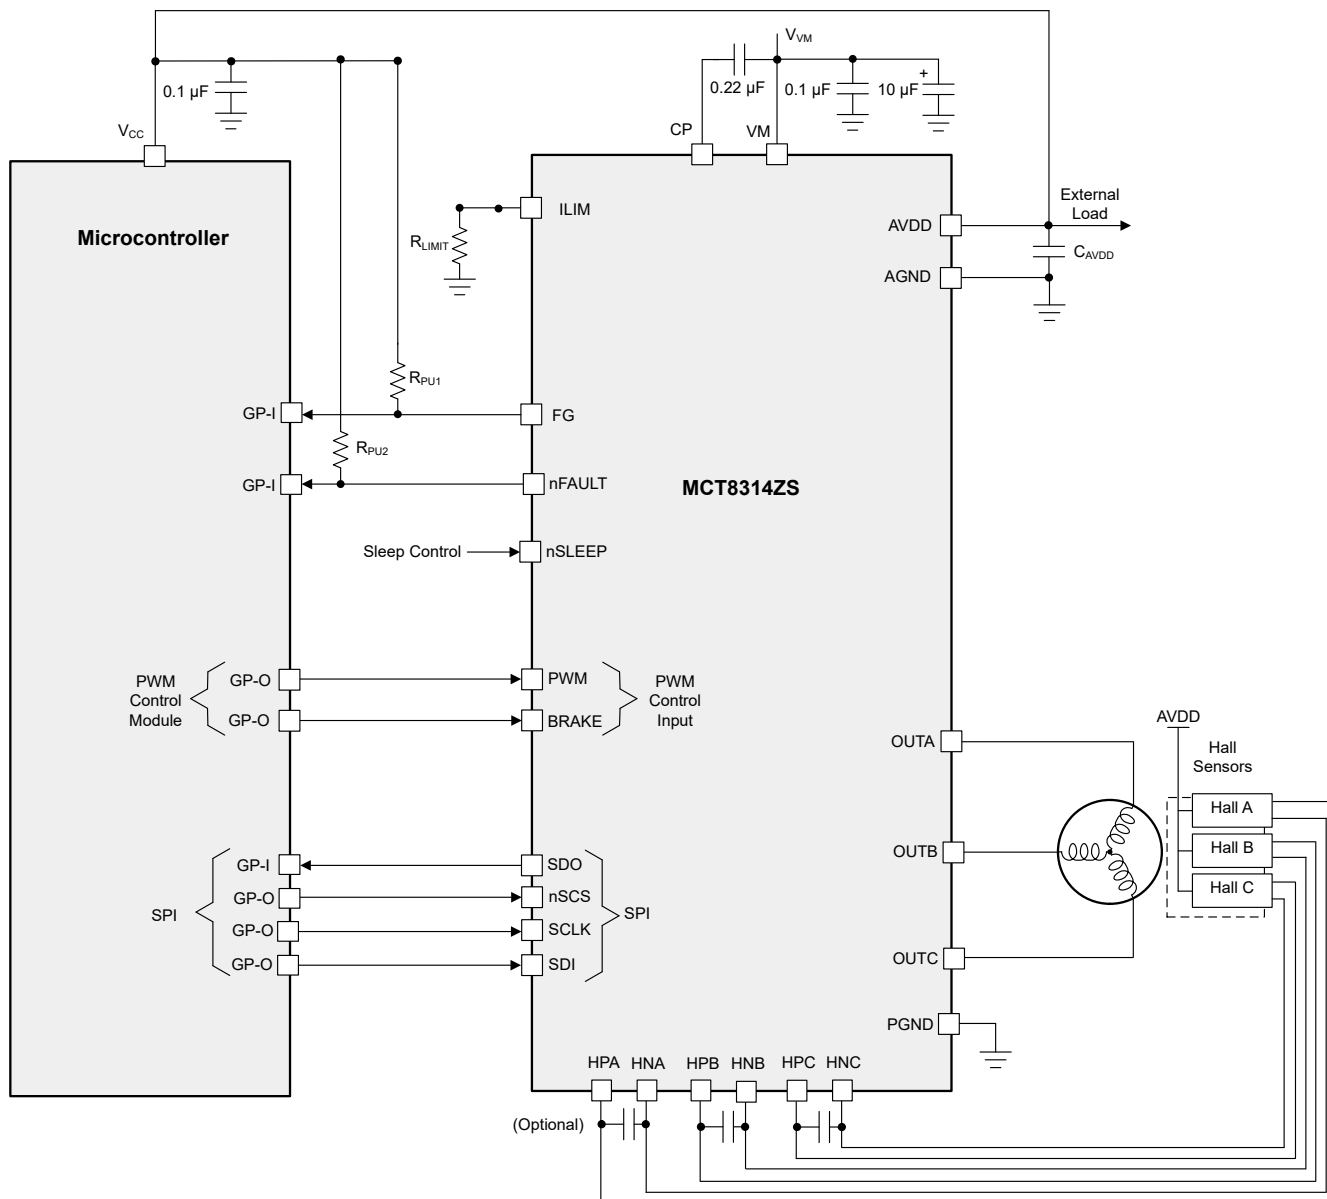 V_VM
+
0.1 µF
0.22 µF
0.1 µF
10 µF
V_CC
CP
VM
Microcontroller
ILIM
R_LIMIT
AVDD
External
Load
C_AVDD
AGND
R_PU1
GP-I
FG
R_PU2
GP-I
nFAULT
MCT8314ZS
Sleep Control
nSLEEP
PWM
Control
Module
GP-O
GP-O
PWM
BRAKE
PWM
Control
Input
OUTA
AVDD
Hall
Sensors
Hall A
Hall B
Hall C
OUTB
OUTC
SPI
GP-I
GP-O
GP-O
GP-O
SDO
nSCS
SCLK
SDI
SPI
PGND
HPA
HNA
HPB
HNB
HPC
HNC
(Optional)